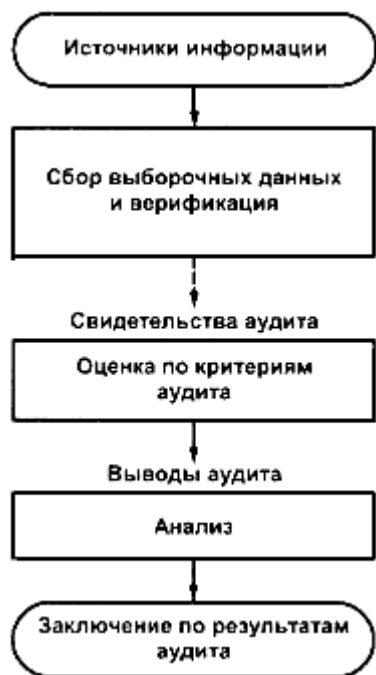 Источники информации
Сбор выборочных данных
и верификация
Свидетельства аудита
Оценка по критериям
аудита
Выводы аудита
Анализ
Заключение по результатам
аудита